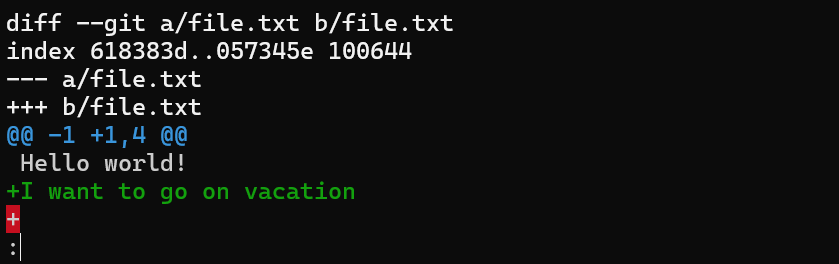 diff --git a/file.txt b/file.txt
index 618383d..057345e 100644
--- a/file.txt
+++ b/file.txt
@@ -1 +1,4 @@
 Hello world!
+I want to go on vacation
+
: